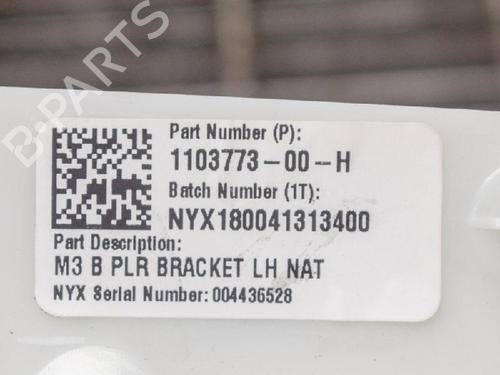 B-PARTS
Part Number (P):
1103773-00-H
Batch Number (1T):
NYX180041313400
Part Description:
M3 B PLR BRACKET LH NAT
NYX Serial Number: 004436528